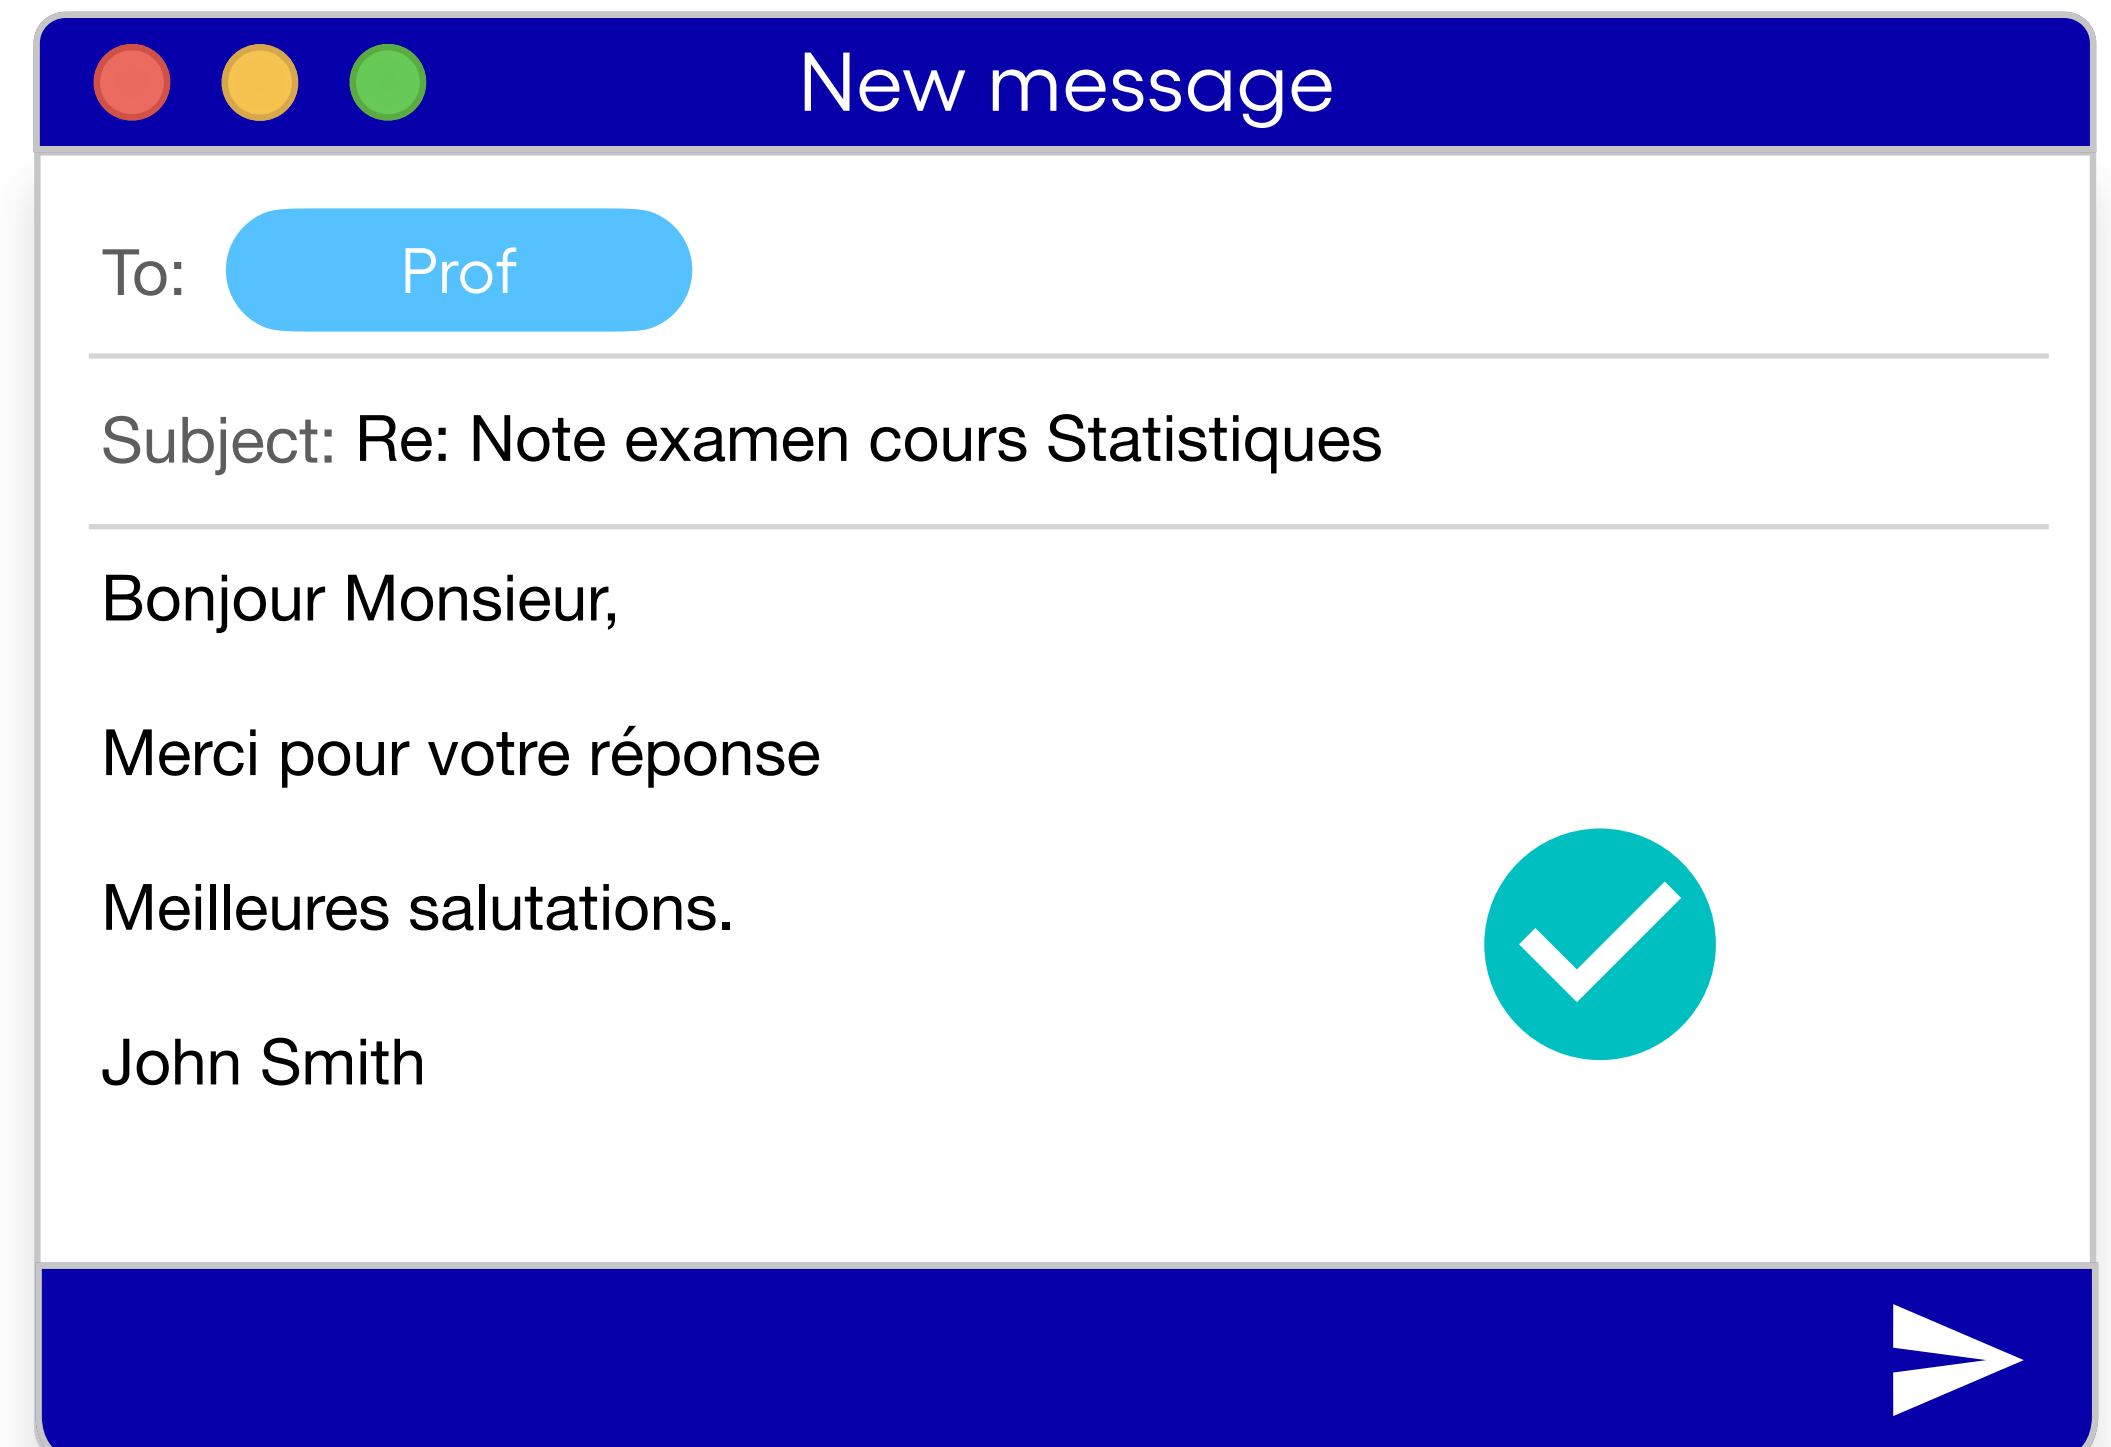 New message
To: Prof
Subject: Re: Note examen cours Statistiques
Bonjour Monsieur,
Merci pour votre réponse
Meilleures salutations.
John Smith